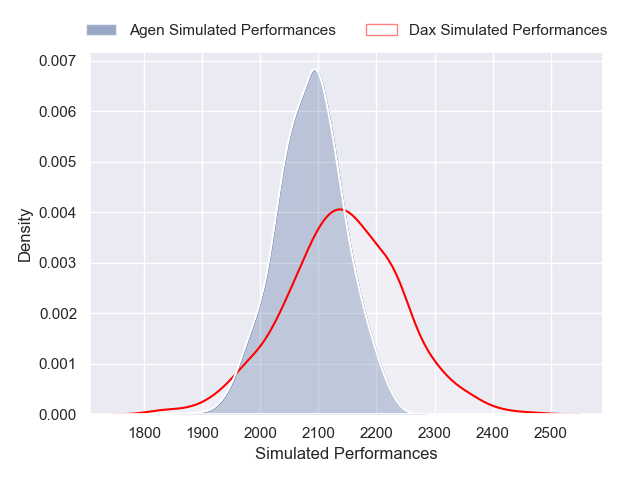 Agen Simulated Performances Dax Simulated Performances
0.007
0.006
0.005
0.004
0.003
0.002
0.001
0.000
Density
1800 1900 2000 2100 2200 2300 2400 2500
Simulated Performances